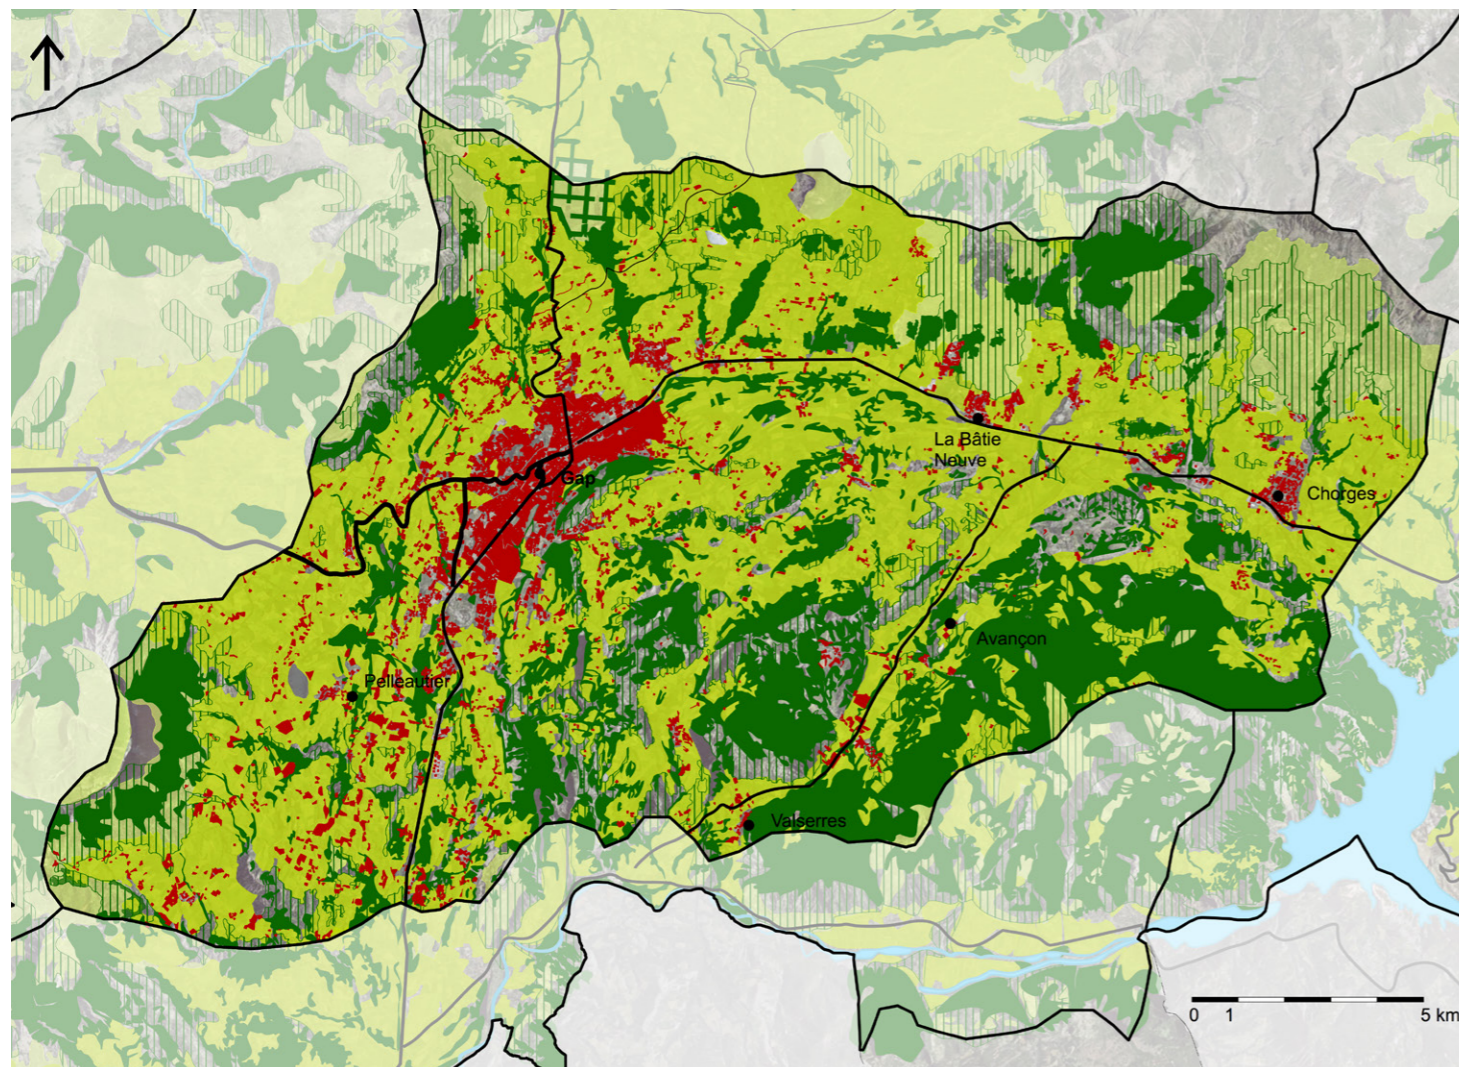 La Bâtie
Neuve
Gap
Chorges
Avançon
Pelleautier
Valserres
0 1 5 km